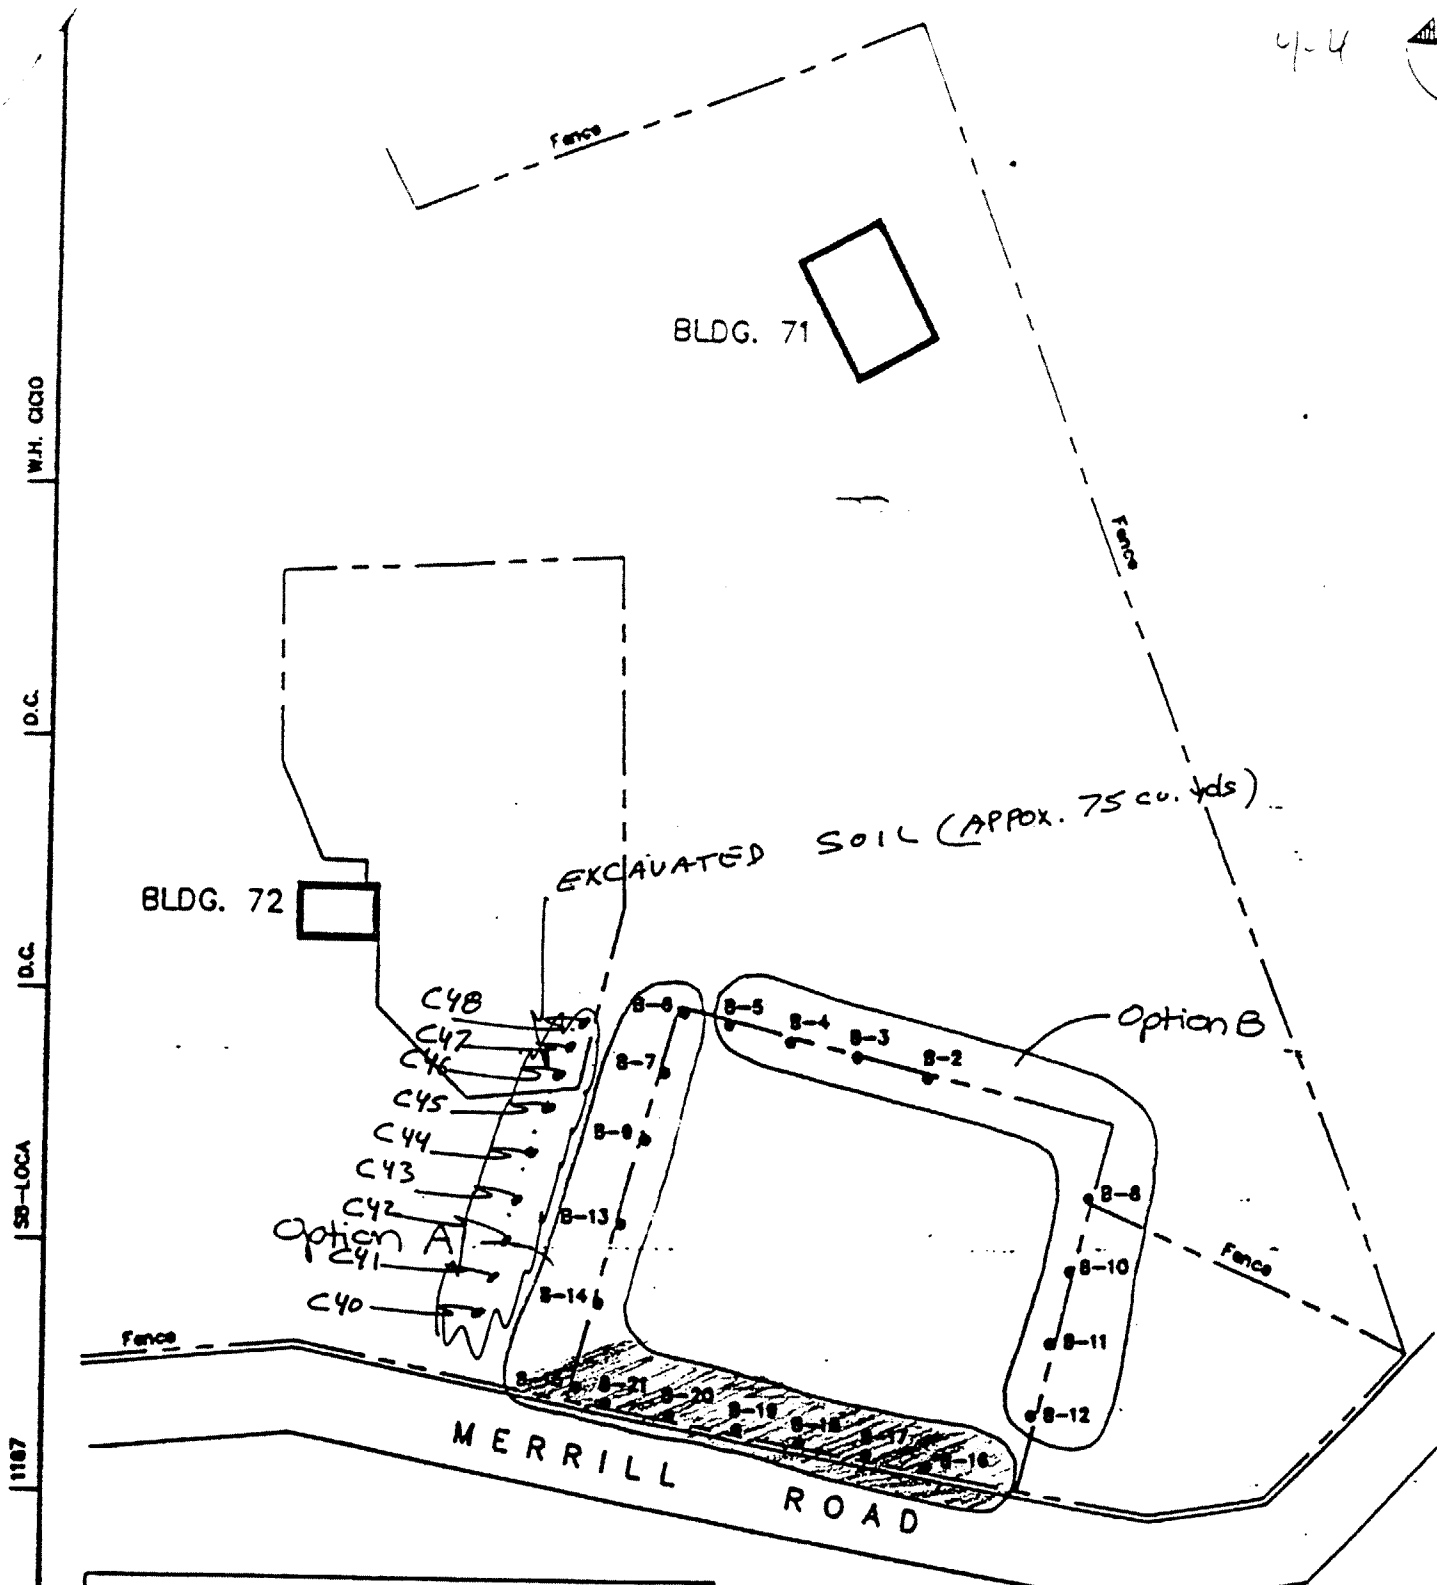 4-4
Fence
BLDG. 71
W.H. CICIO
Fence
D.C.
EXCAVATED SOIL (APPOX. 75 cu. yds)
BLDG. 72
D.C.
C48
C47
C46
C45
C44
C43
C42
Option A
C41
C40
B-6
B-5
B-4
B-3
B-2
Option B
B-7
B-9
B-13
B-14
B-8
B-10
B-11
B-12
Fence
SB-LOCA
Fence
B-15
B-21
B-20
B-19
B-18
B-17
B-16
MERRILL ROAD
1187